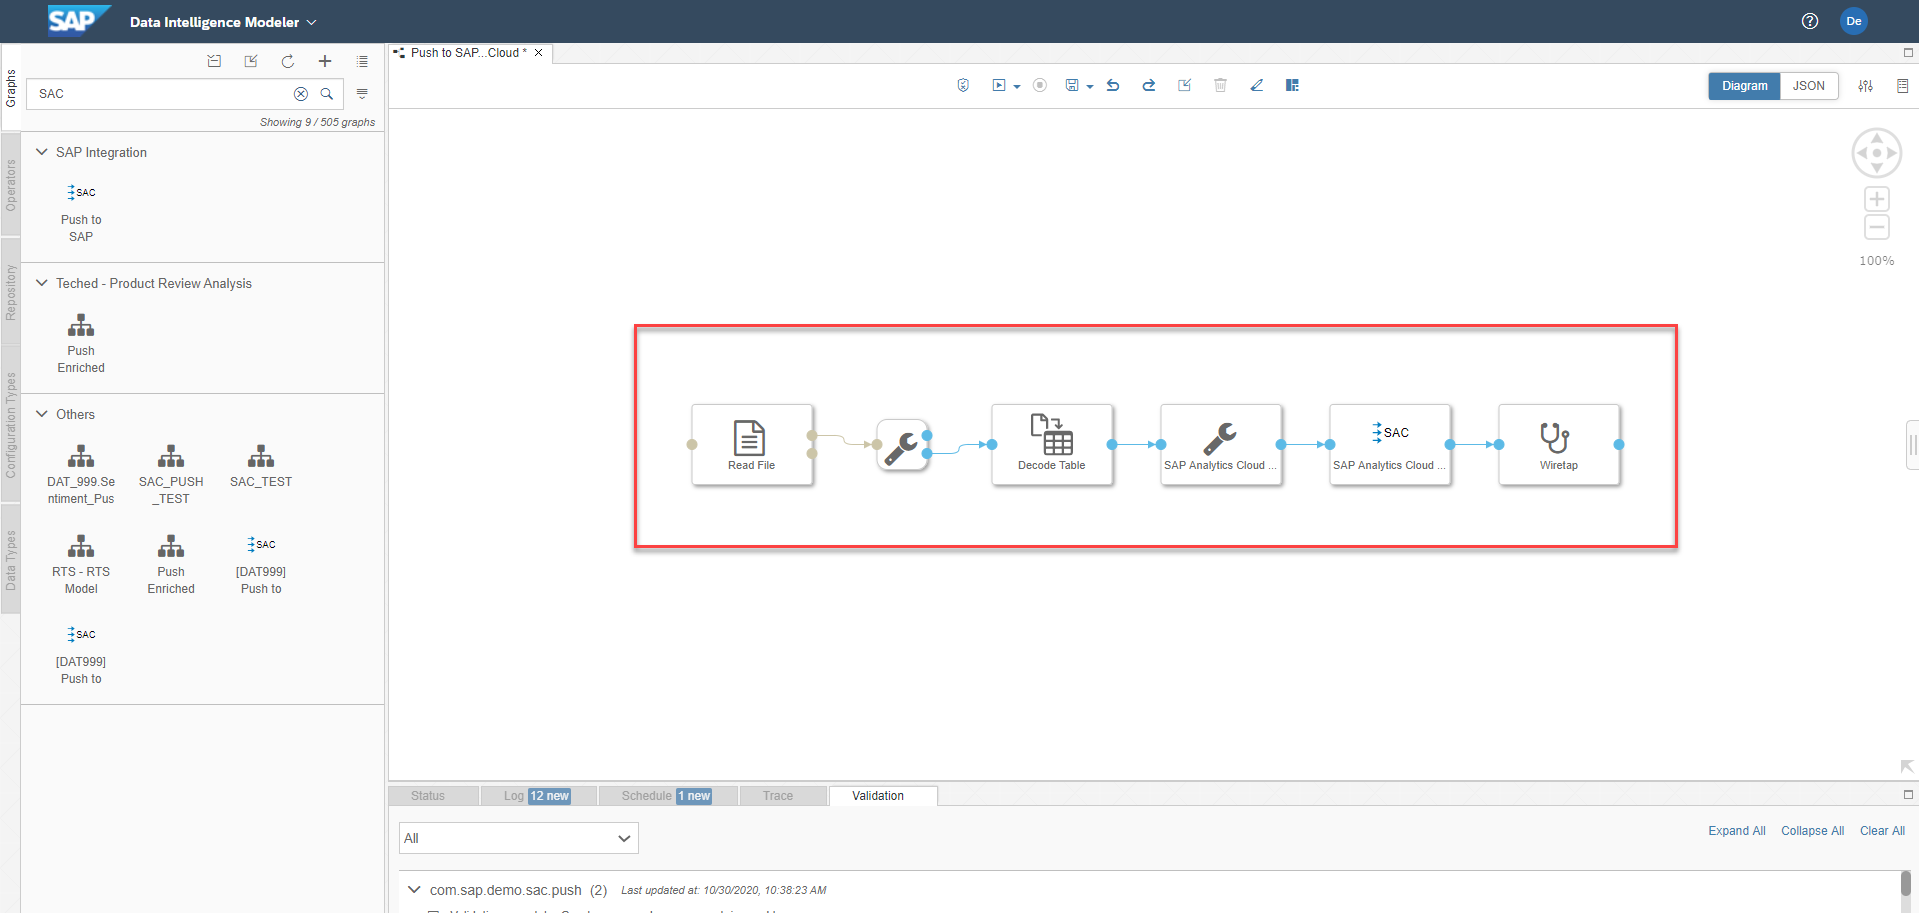 SAP
Data Intelligence Modeler
De
Graphs
Operators
Repository
Configuration Types
Data Types
SAC
Showing 9 / 505 graphs
SAP Integration
SAC
Push to
SAP
Teched - Product Review Analysis
Push
Enriched
Others
DAT_999.Se
ntiment_Pus
SAC_PUSH
_TEST
SAC_TEST
RTS - RTS
Model
Push
Enriched
SAC
[DAT999]
Push to
SAC
[DAT999]
Push to
Push to SAP...Cloud *
Diagram
JSON
100%
Read File
Decode Table
SAP Analytics Cloud ...
SAC
SAP Analytics Cloud ...
Wiretap
Status
Log 12 new
Schedule 1 new
Trace
Validation
All
Expand All
Collapse All
Clear All
com.sap.demo.sac.push (2) Last updated at: 10/30/2020, 10:38:23 AM